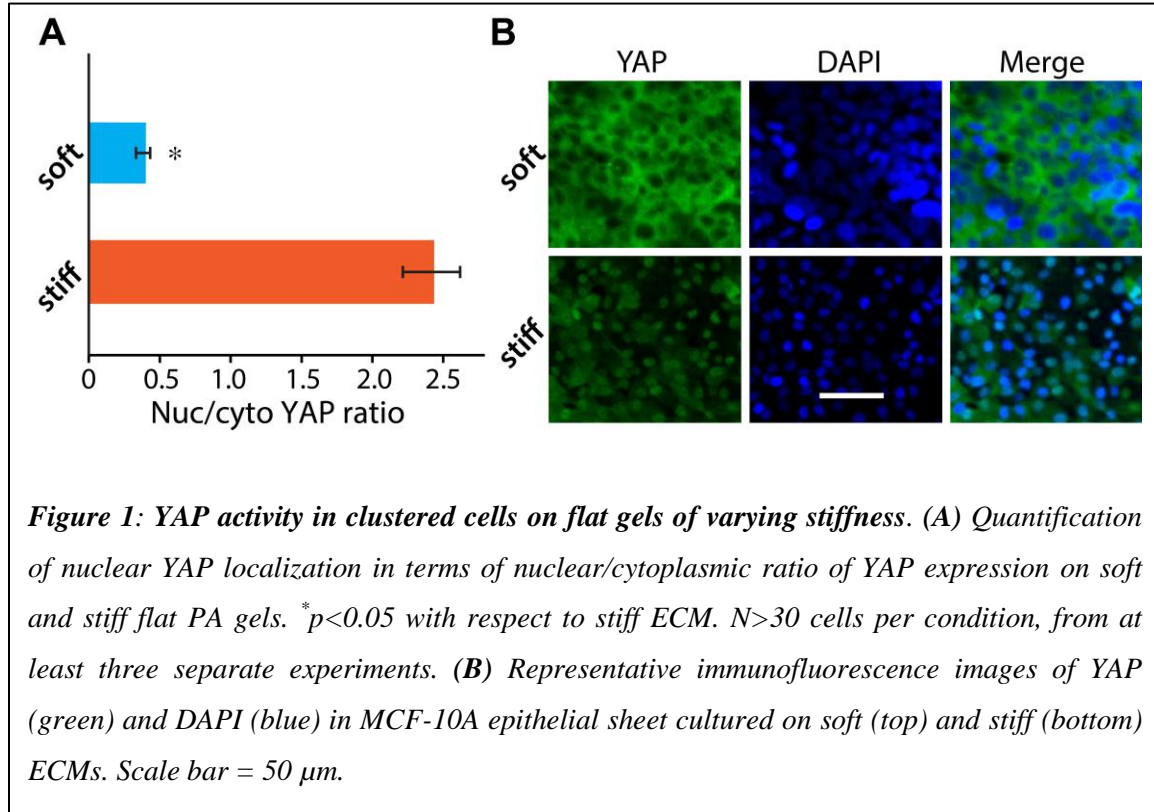 A
soft
*
stiff
0 0.5 1.0 1.5 2.0 2.5
Nuc/cyto YAP ratio
B
YAP DAPI Merge
soft
stiff
Figure 1: YAP activity in clustered cells on flat gels of varying stiffness. (A) Quantification
of nuclear YAP localization in terms of nuclear/cytoplasmic ratio of YAP expression on soft
and stiff flat PA gels. *p<0.05 with respect to stiff ECM. N>30 cells per condition, from at
least three separate experiments. (B) Representative immunofluorescence images of YAP
(green) and DAPI (blue) in MCF-10A epithelial sheet cultured on soft (top) and stiff (bottom)
ECMs. Scale bar = 50 μm.